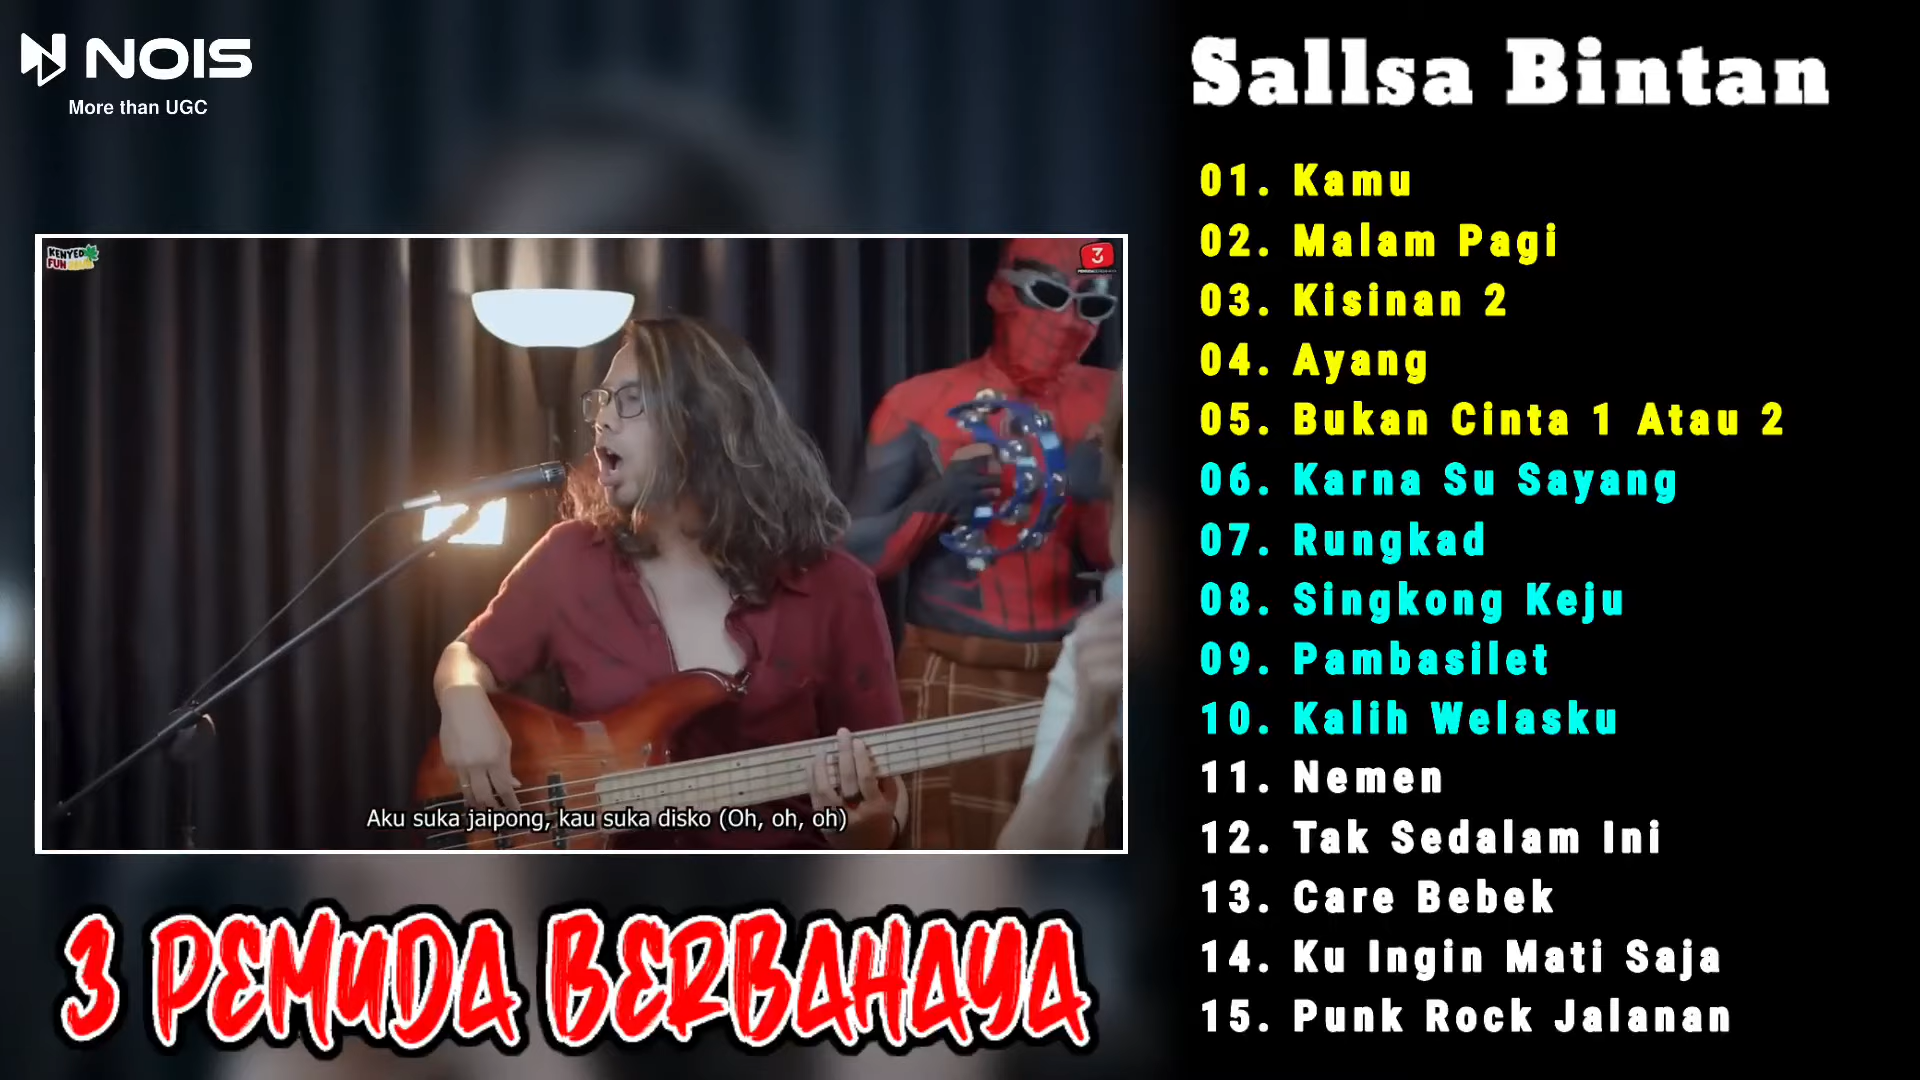 NOIS
More than UGC
Sallsa Bintan
01. Kamu
02. Malam Pagi
03. Kisinan 2
04. Ayang
05. Bukan Cinta 1 Atau 2
06. Karna Su Sayang
07. Rungkad
08. Singkong Keju
09. Pambasilet
10. Kalih Welasku
11. Nemen
12. Tak Sedalam Ini
13. Care Bebek
14. Ku Ingin Mati Saja
15. Punk Rock Jalanan
KENYED
FUN
3
Aku suka jaipong, kau suka disko (Oh, oh, oh)
3 PEMUDA BERBAHAYA